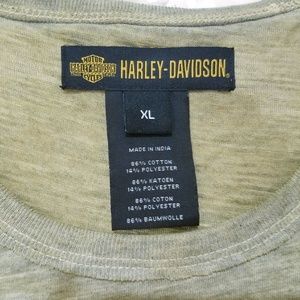 MOTOR
HARLEY-DAVIDSON
CYCLES
HARLEY-DAVIDSON®
XL
MADE IN INDIA
86% COTTON
14% POLYESTER
86% KATOEN
14% POLYESTER
86% COTON
14% POLYESTER
86% BAUMWOLLE